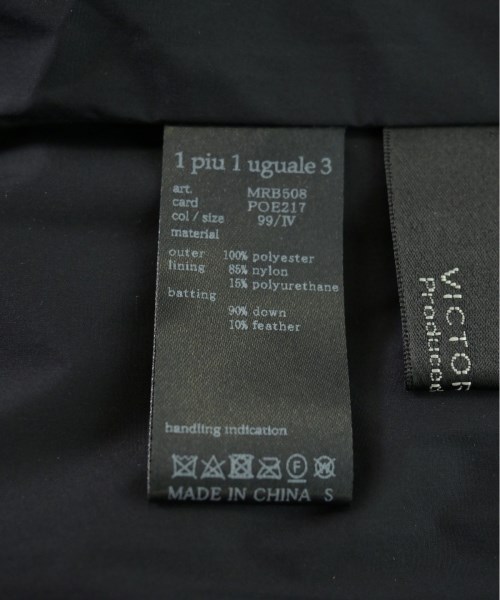 1 piu 1 uguale 3
art. MRB508
card POE217
col / size 99/IV
material
outer 100% polyester
lining 85% nylon
15% polyurethane
batting
90% down
10% feather
handling indication
F W
MADE IN CHINA S
VICTOR
Produced